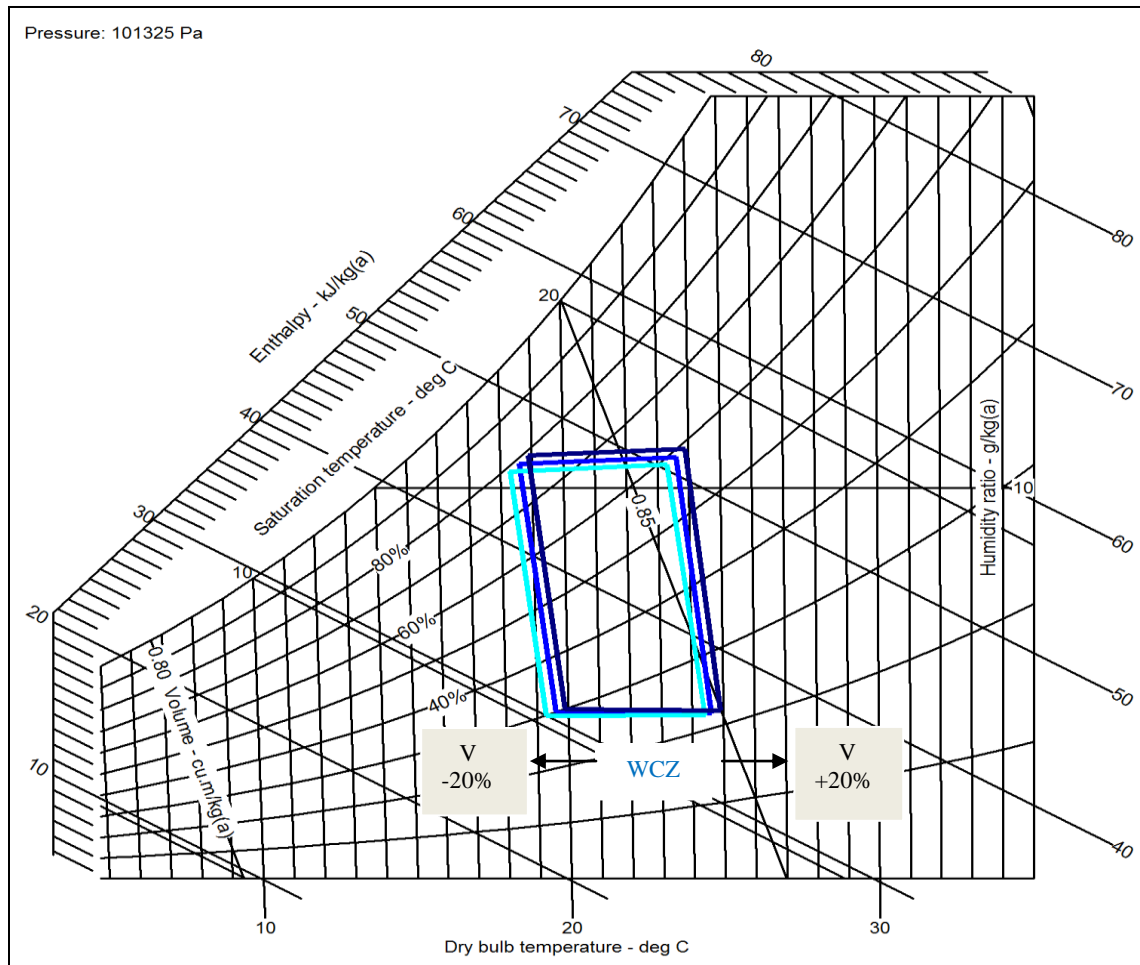 Pressure: 101325 Pa
80
70
60
50
40
30
20
10
Enthalpy - kJ/kg(a)
Saturation temperature - deg C
20
10
80%
60%
40%
0.85
0.80 Volume - cu.m/kg(a)
Humidity ratio - g/kg(a)
10
80
70
60
50
40
V
-20%
WCZ
V
+20%
10
20
30
Dry bulb temperature - deg C